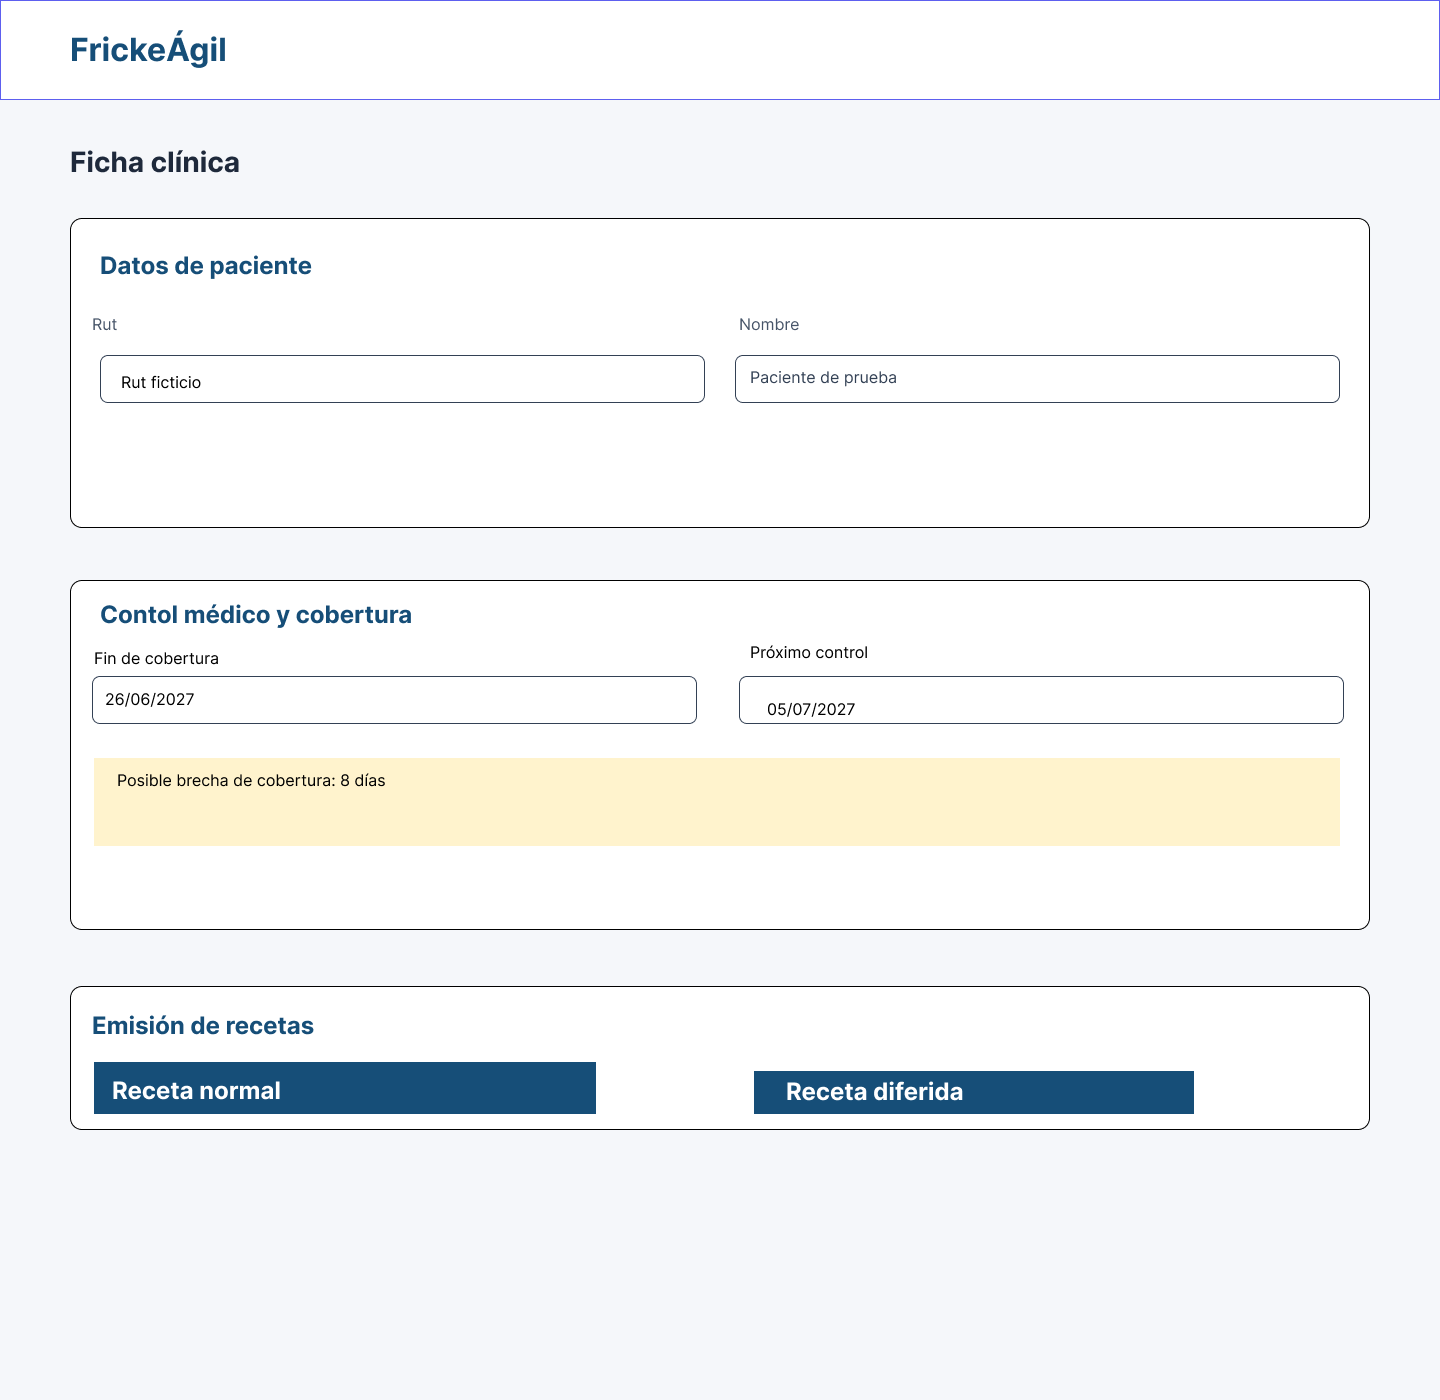 FrickeÁgil
Ficha clínica
Datos de paciente
Rut
Nombre
Rut ficticio
Paciente de prueba
Contol médico y cobertura
Fin de cobertura
Próximo control
26/06/2027
05/07/2027
Posible brecha de cobertura: 8 días
Emisión de recetas
Receta normal
Receta diferida